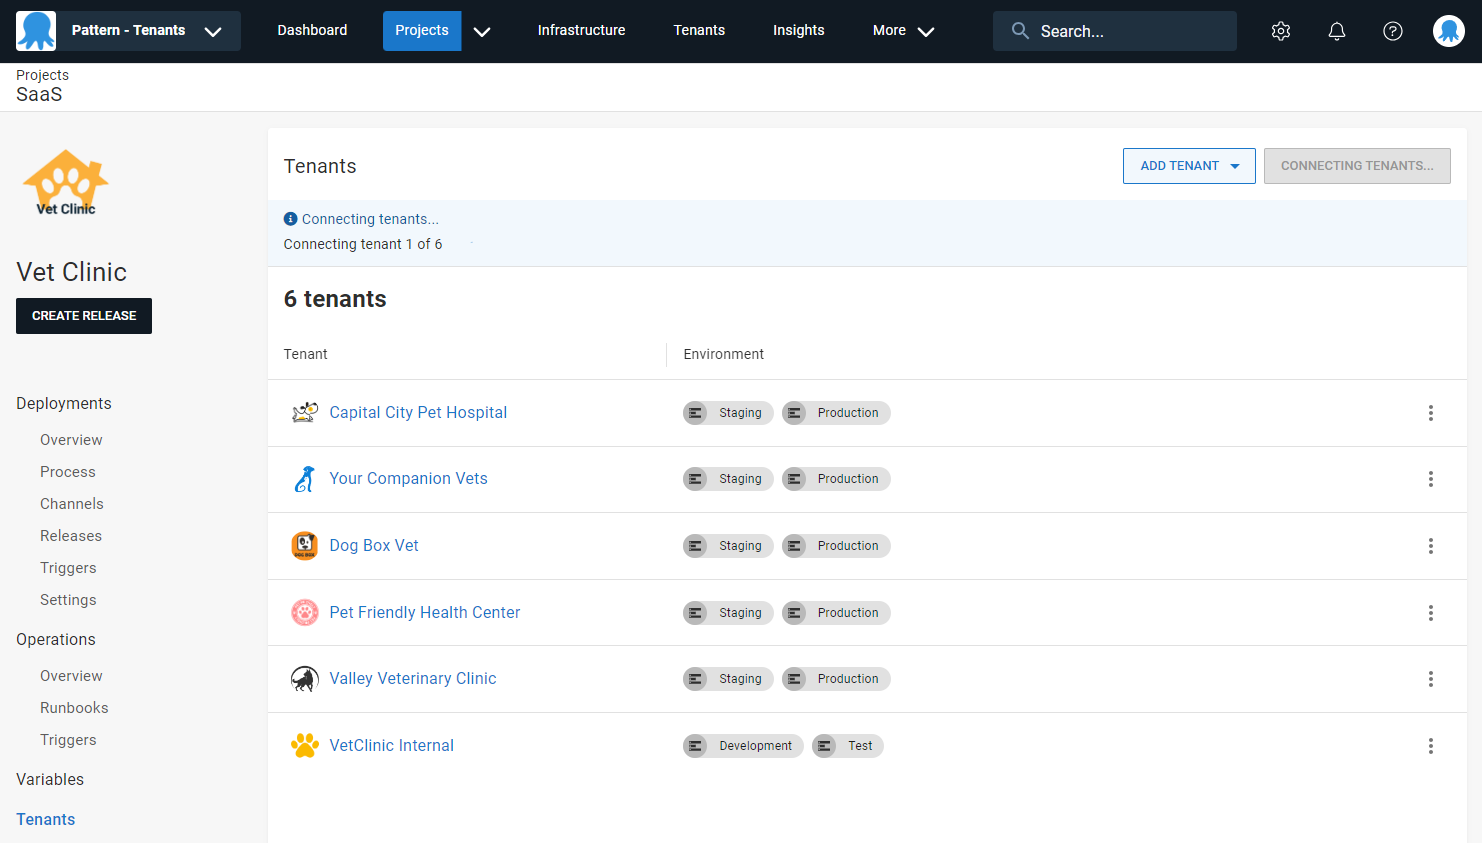 Pattern - Tenants
Dashboard
Projects
Infrastructure
Tenants
Insights
More
Search...
Projects
SaaS
Vet Clinic
Vet Clinic
CREATE RELEASE
Deployments
Overview
Process
Channels
Releases
Triggers
Settings
Operations
Overview
Runbooks
Triggers
Variables
Tenants
Tenants
ADD TENANT
CONNECTING TENANTS...
Connecting tenants...
Connecting tenant 1 of 6
6 tenants
Tenant Environment
Capital City Pet Hospital Staging Production
Your Companion Vets Staging Production
DOG BOX
Dog Box Vet Staging Production
Pet Friendly Health Center Staging Production
Valley Veterinary Clinic Staging Production
VetClinic Internal Development Test